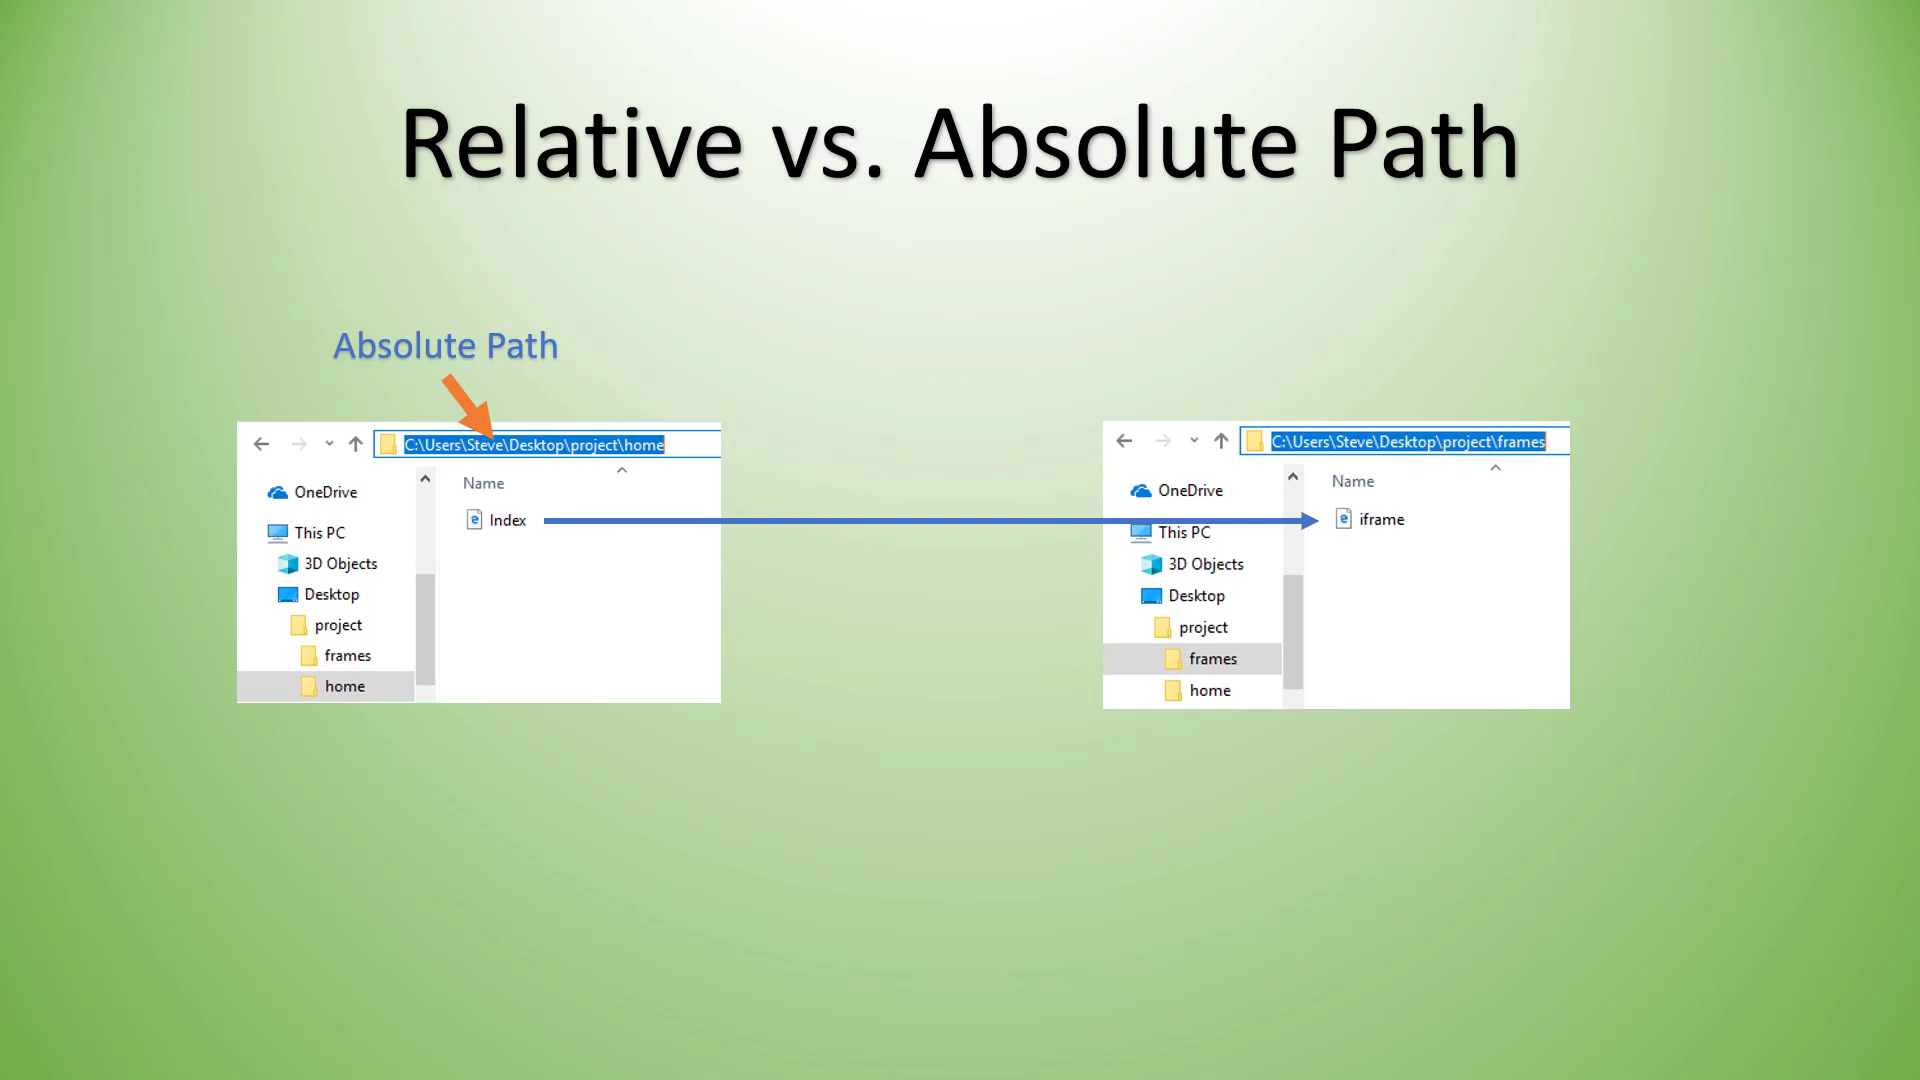 Relative vs. Absolute Path
Absolute Path
C:\Users\Steve\Desktop\project\home
OneDrive
This PC
3D Objects
Desktop
project
frames
home
Name
Index
C:\Users\Steve\Desktop\project\frames
OneDrive
This PC
3D Objects
Desktop
project
frames
home
Name
iframe